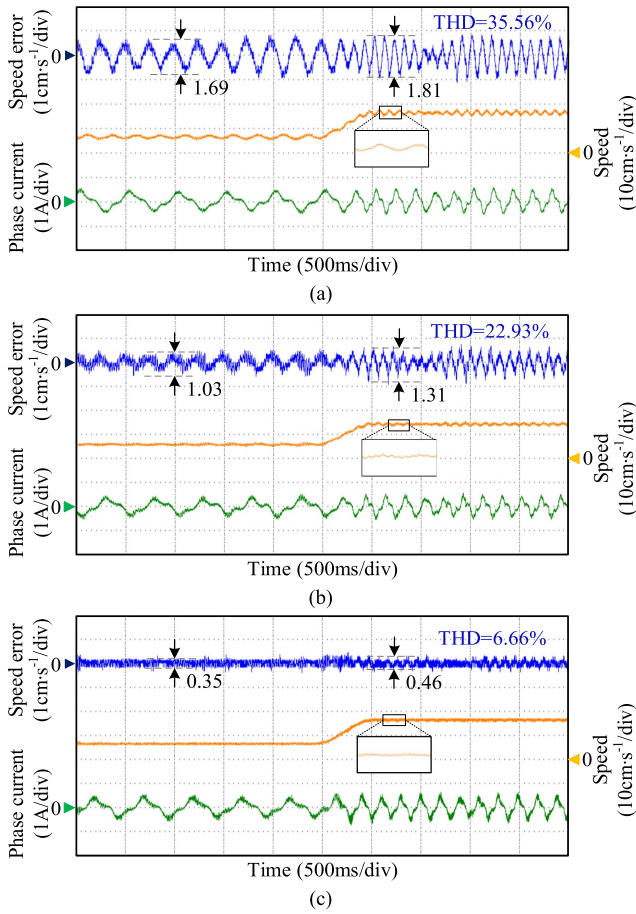 THD=35.56%
Speed error
(1cm·s⁻¹/div)
0
1.69
1.81
Phase current
(1A/div)
0
0
Speed
(10cm·s⁻¹/div)
Time (500ms/div)
(a)
THD=22.93%
Speed error
(1cm·s⁻¹/div)
0
1.03
1.31
Phase current
(1A/div)
0
0
Speed
(10cm·s⁻¹/div)
Time (500ms/div)
(b)
THD=6.66%
Speed error
(1cm·s⁻¹/div)
0
0.35
0.46
Phase current
(1A/div)
0
0
Speed
(10cm·s⁻¹/div)
Time (500ms/div)
(c)